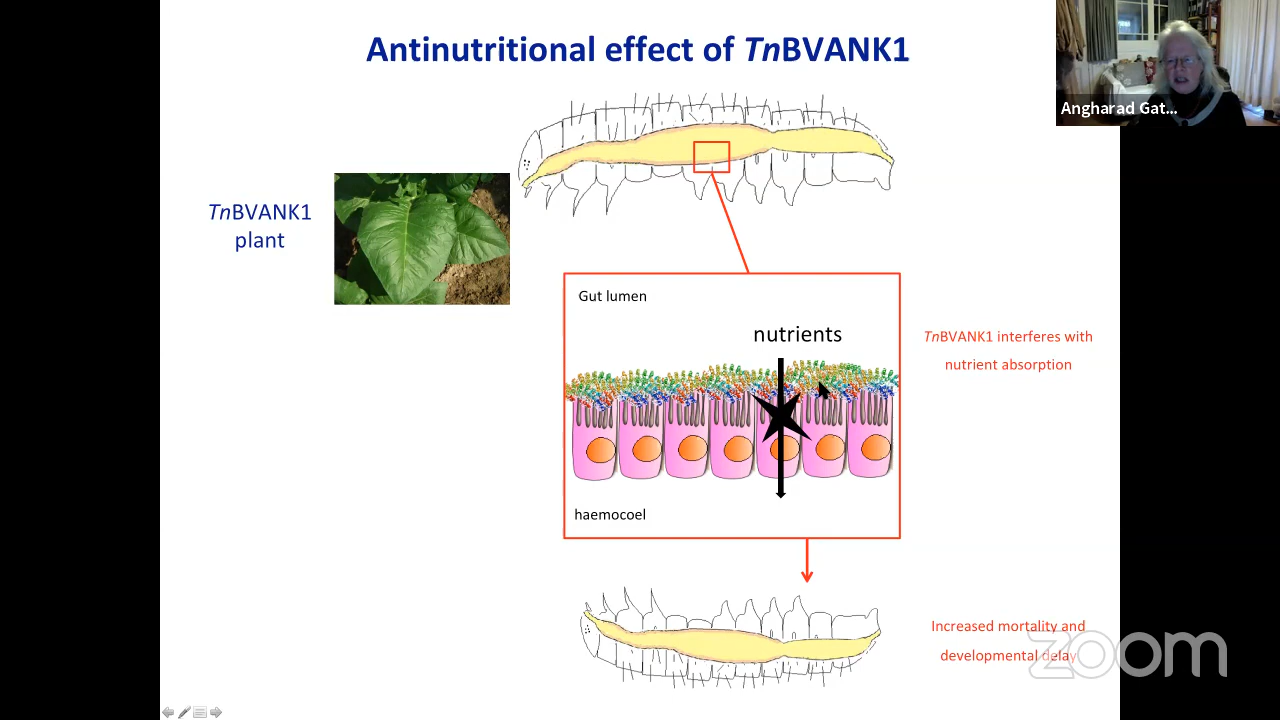 Antinutritional effect of TnBVANK1
Angharad Gat...
TnBVANK1
plant
Gut lumen
nutrients
TnBVANK1 interferes with
nutrient absorption
haemocoel
Increased mortality and
developmental delay
zoom